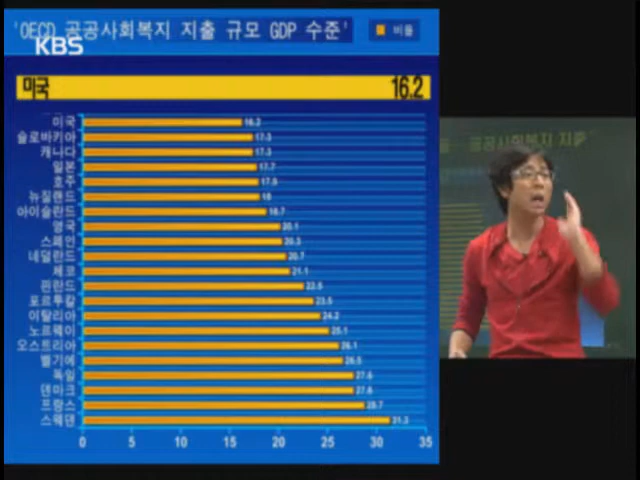 'OECD 공공사회복지 지출 규모 GDP 수준'
비율
KBS
미국 16.2
미국 16.2
슬로바키아 17.3
캐나다 17.3
일본 17.7
호주
뉴질랜드 18
아이슬란드 18.7
영국 20.1
스페인 20.3
네덜란드 20.7
체코 21.1
핀란드 22.5
포르투칼 23.5
이탈리아 24.2
노르웨이 25.1
오스트리아 26.1
벨기에 26.5
독일 27.6
덴마크 27.6
프랑스 28.7
스웨덴 31.3
0 5 10 15 20 25 30 35
공공사회복지 지출"